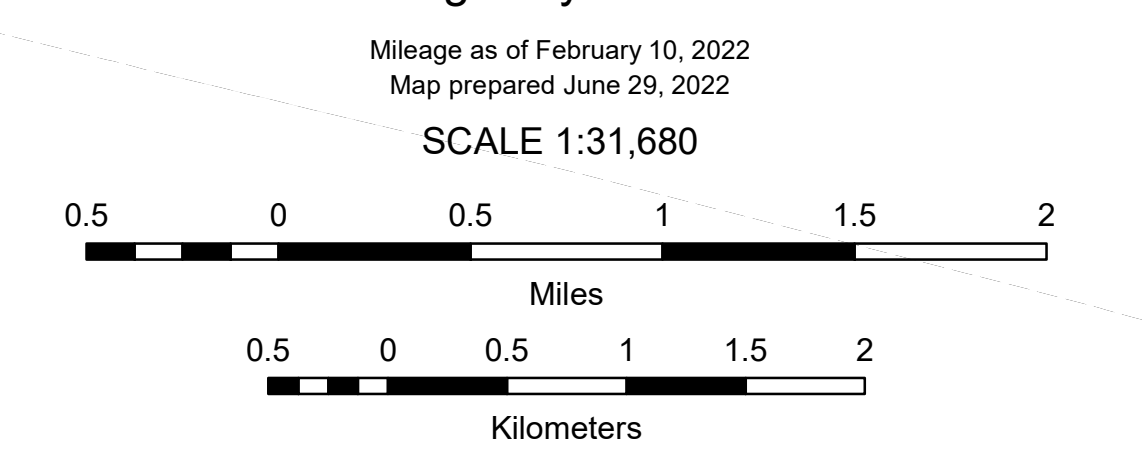 Mileage as of February 10, 2022
Map prepared June 29, 2022
SCALE 1:31,680
0.5 0 0.5 1 1.5 2
Miles
0.5 0 0.5 1 1.5 2
Kilometers